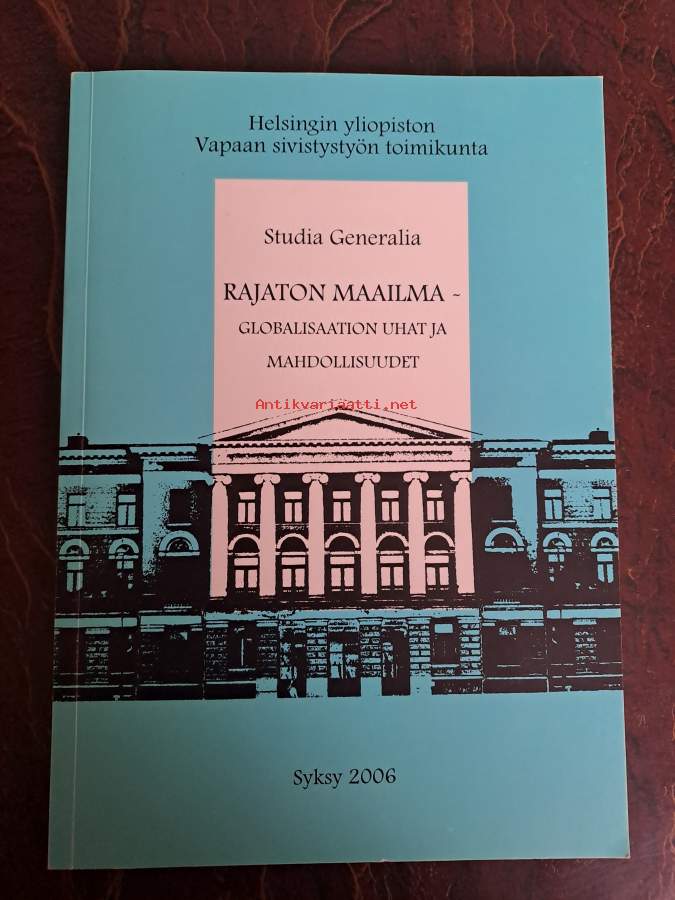 Helsingin yliopiston
Vapaan sivistystyön toimikunta
Studia Generalia
RAJATON MAAILMA -
GLOBALISAATION UHAT JA
MAHDOLLISUUDET
Antikvariaatti.net
Syksy 2006